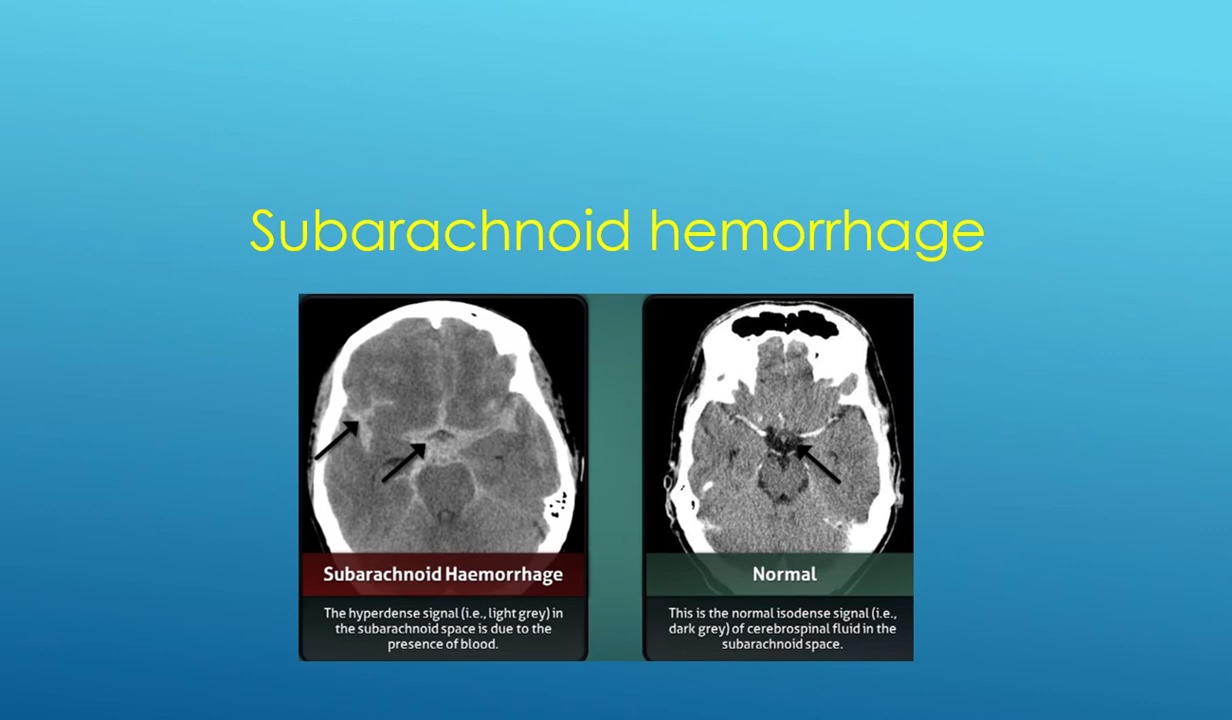 Subarachnoid hemorrhage
Subarachnoid Haemorrhage
The hyperdense signal (i.e., light grey) in
the subarachnoid space is due to the
presence of blood.
Normal
This is the normal isodense signal (i.e.,
dark grey) of cerebrospinal fluid in the
subarachnoid space.